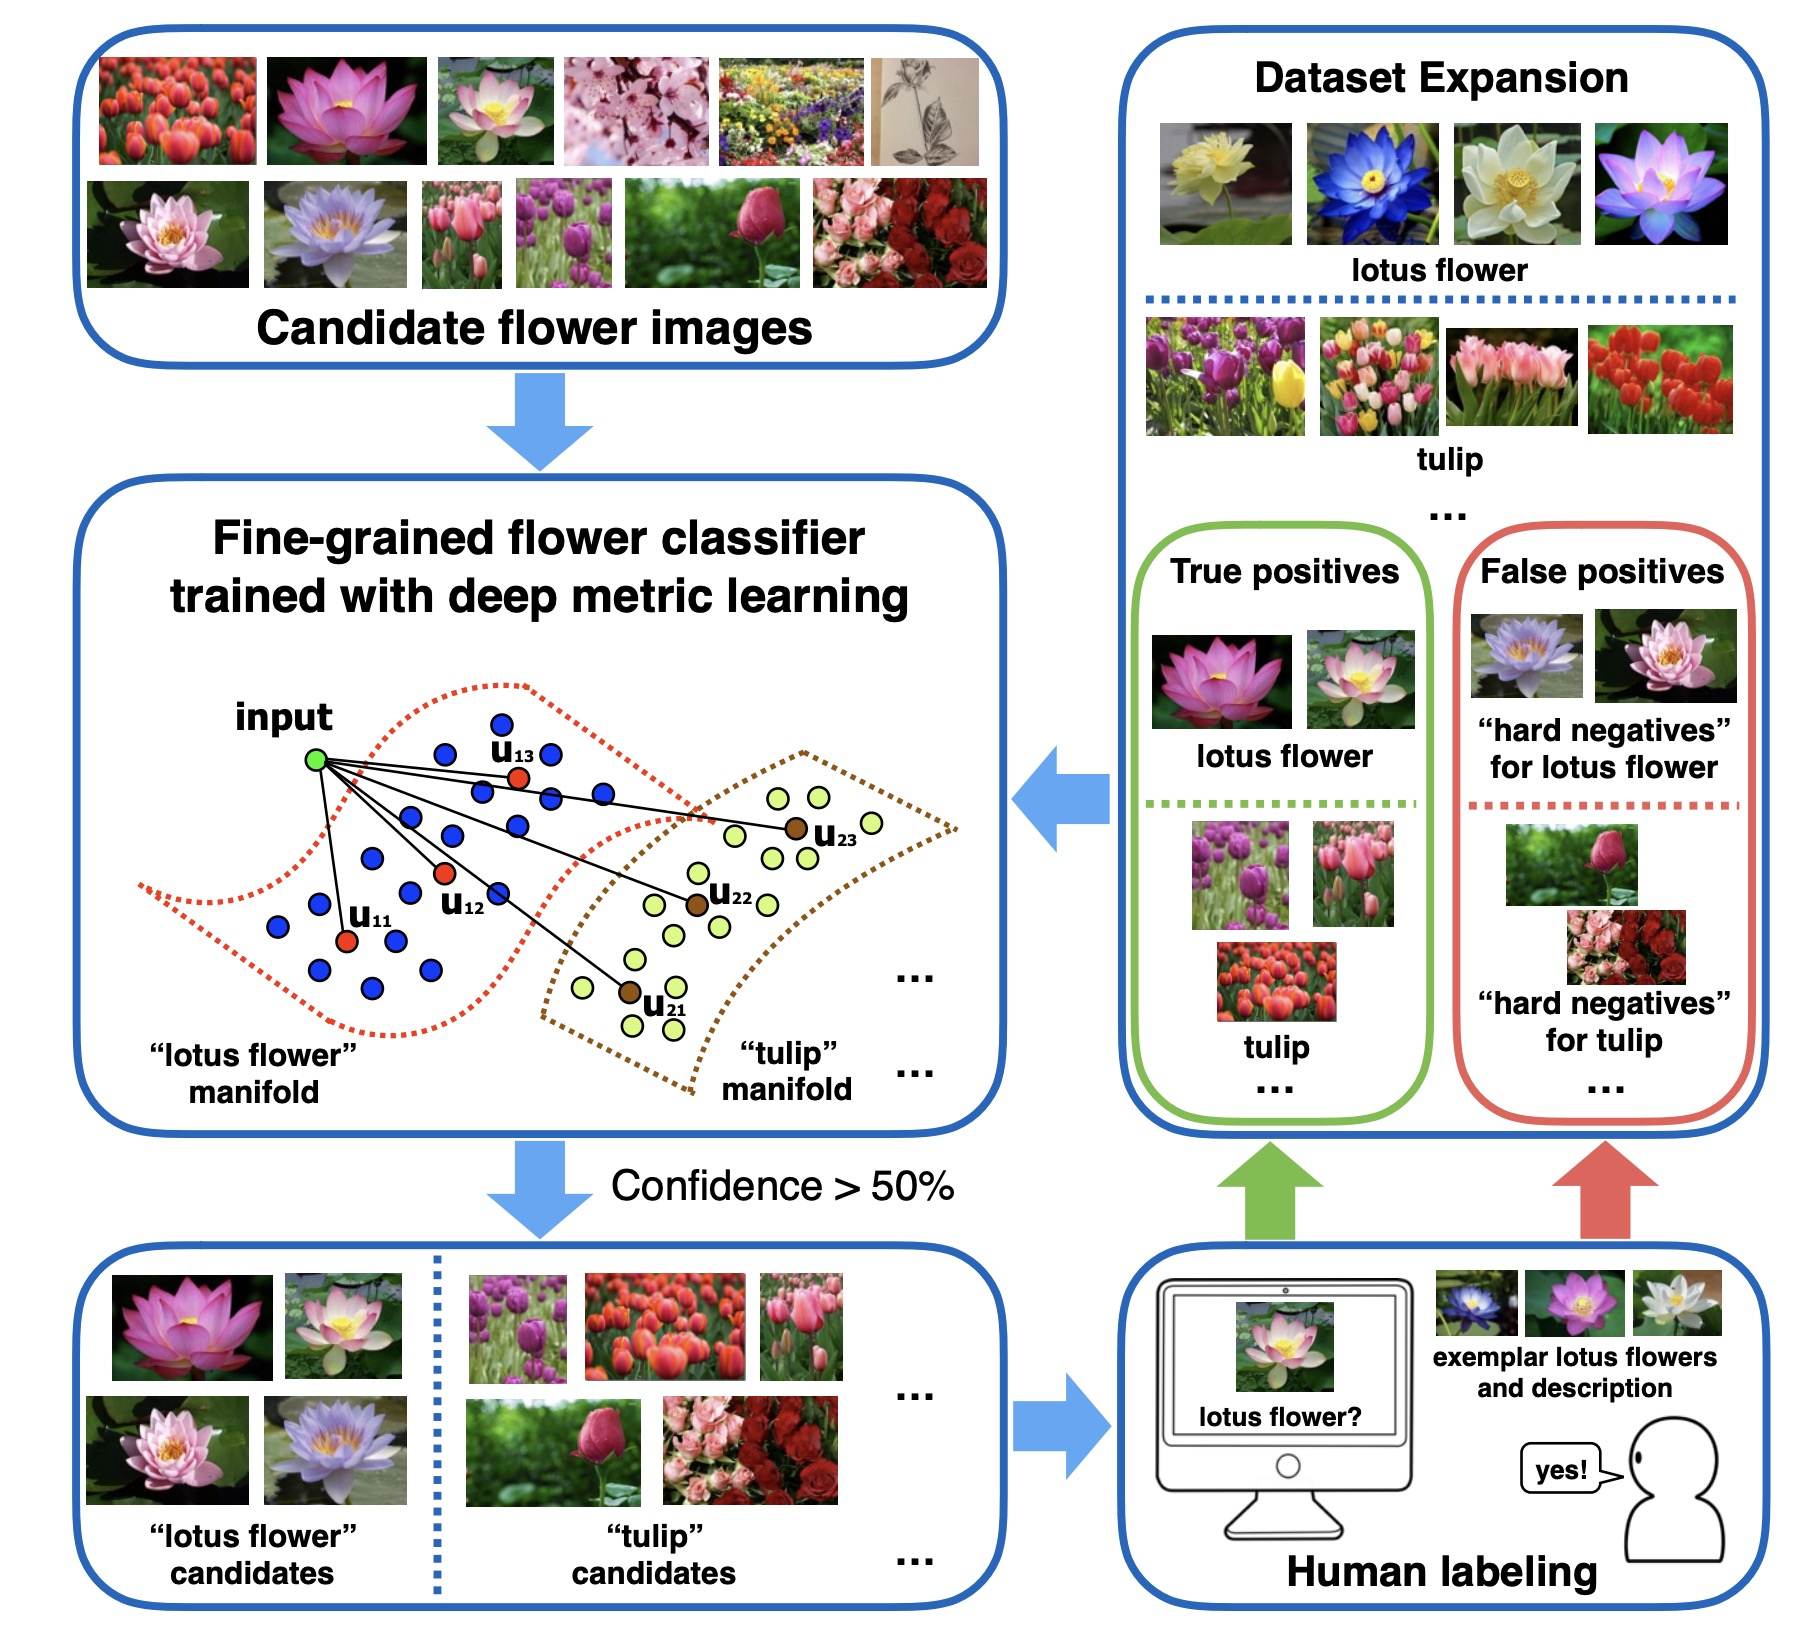 Candidate flower images
Fine-grained flower classifier
trained with deep metric learning
input
u13
u23
u22
u12
u11
u21
...
“lotus flower”
manifold
“tulip”
manifold
...
Confidence > 50%
...
“lotus flower”
candidates
“tulip”
candidates
...
lotus flower?
exemplar lotus flowers
and description
yes!
Human labeling
Dataset Expansion
lotus flower
tulip
...
True positives
lotus flower
tulip
...
False positives
“hard negatives”
for lotus flower
“hard negatives”
for tulip
...